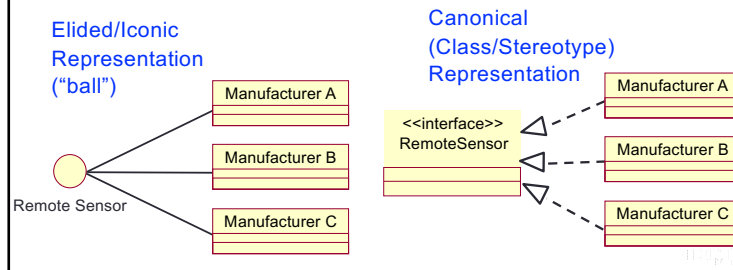 Elided/Iconic
Representation
(“ball”)
Manufacturer A
Manufacturer B
Remote Sensor
Manufacturer C
Canonical
(Class/Stereotype)
Representation
Manufacturer A
<<interface>>
RemoteSensor
Manufacturer B
Manufacturer C